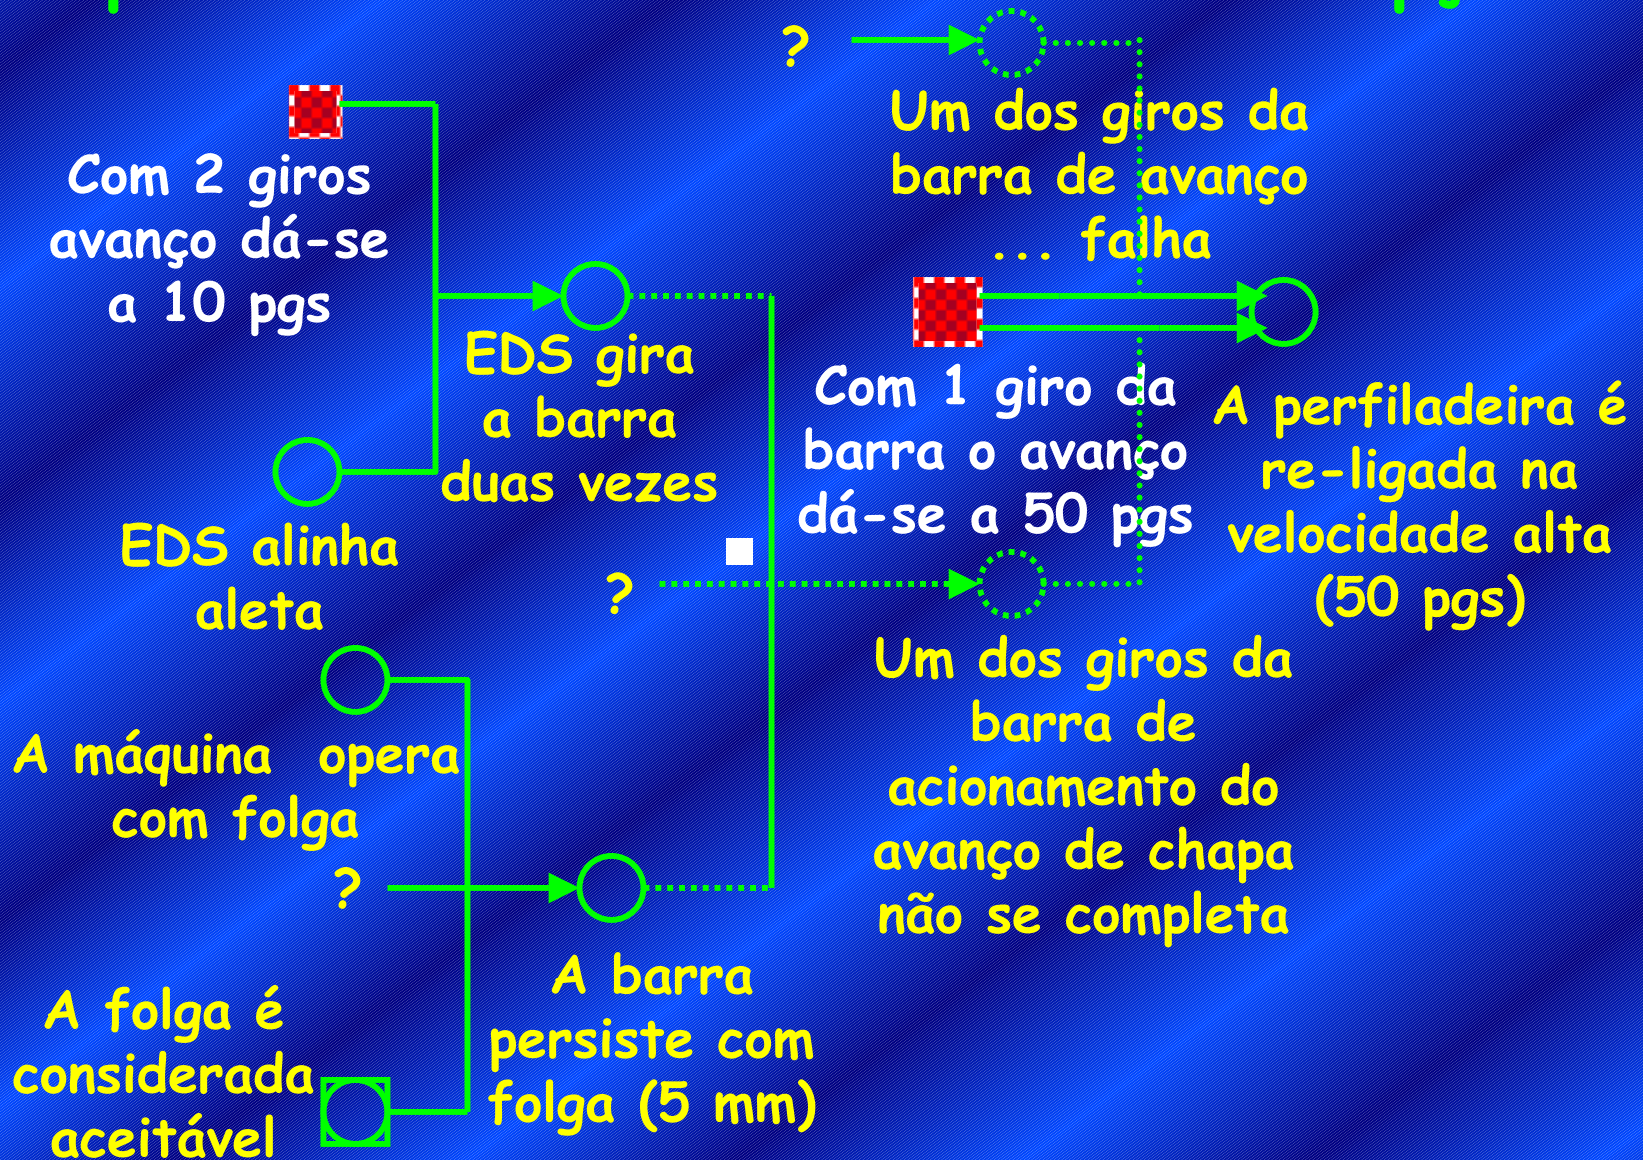 ?
Um dos giros da
barra de avanço
... falha
Com 2 giros
avanço dá-se
a 10 pgs
EDS gira
a barra
duas vezes
Com 1 giro da
barra o avanço
dá-se a 50 pgs
A perfiladeira é
re-ligada na
velocidade alta
(50 pgs)
EDS alinha
aleta
?
Um dos giros da
barra de
acionamento do
avanço de chapa
não se completa
A máquina opera
com folga
?
A barra
persiste com
folga (5 mm)
A folga é
considerada
aceitável